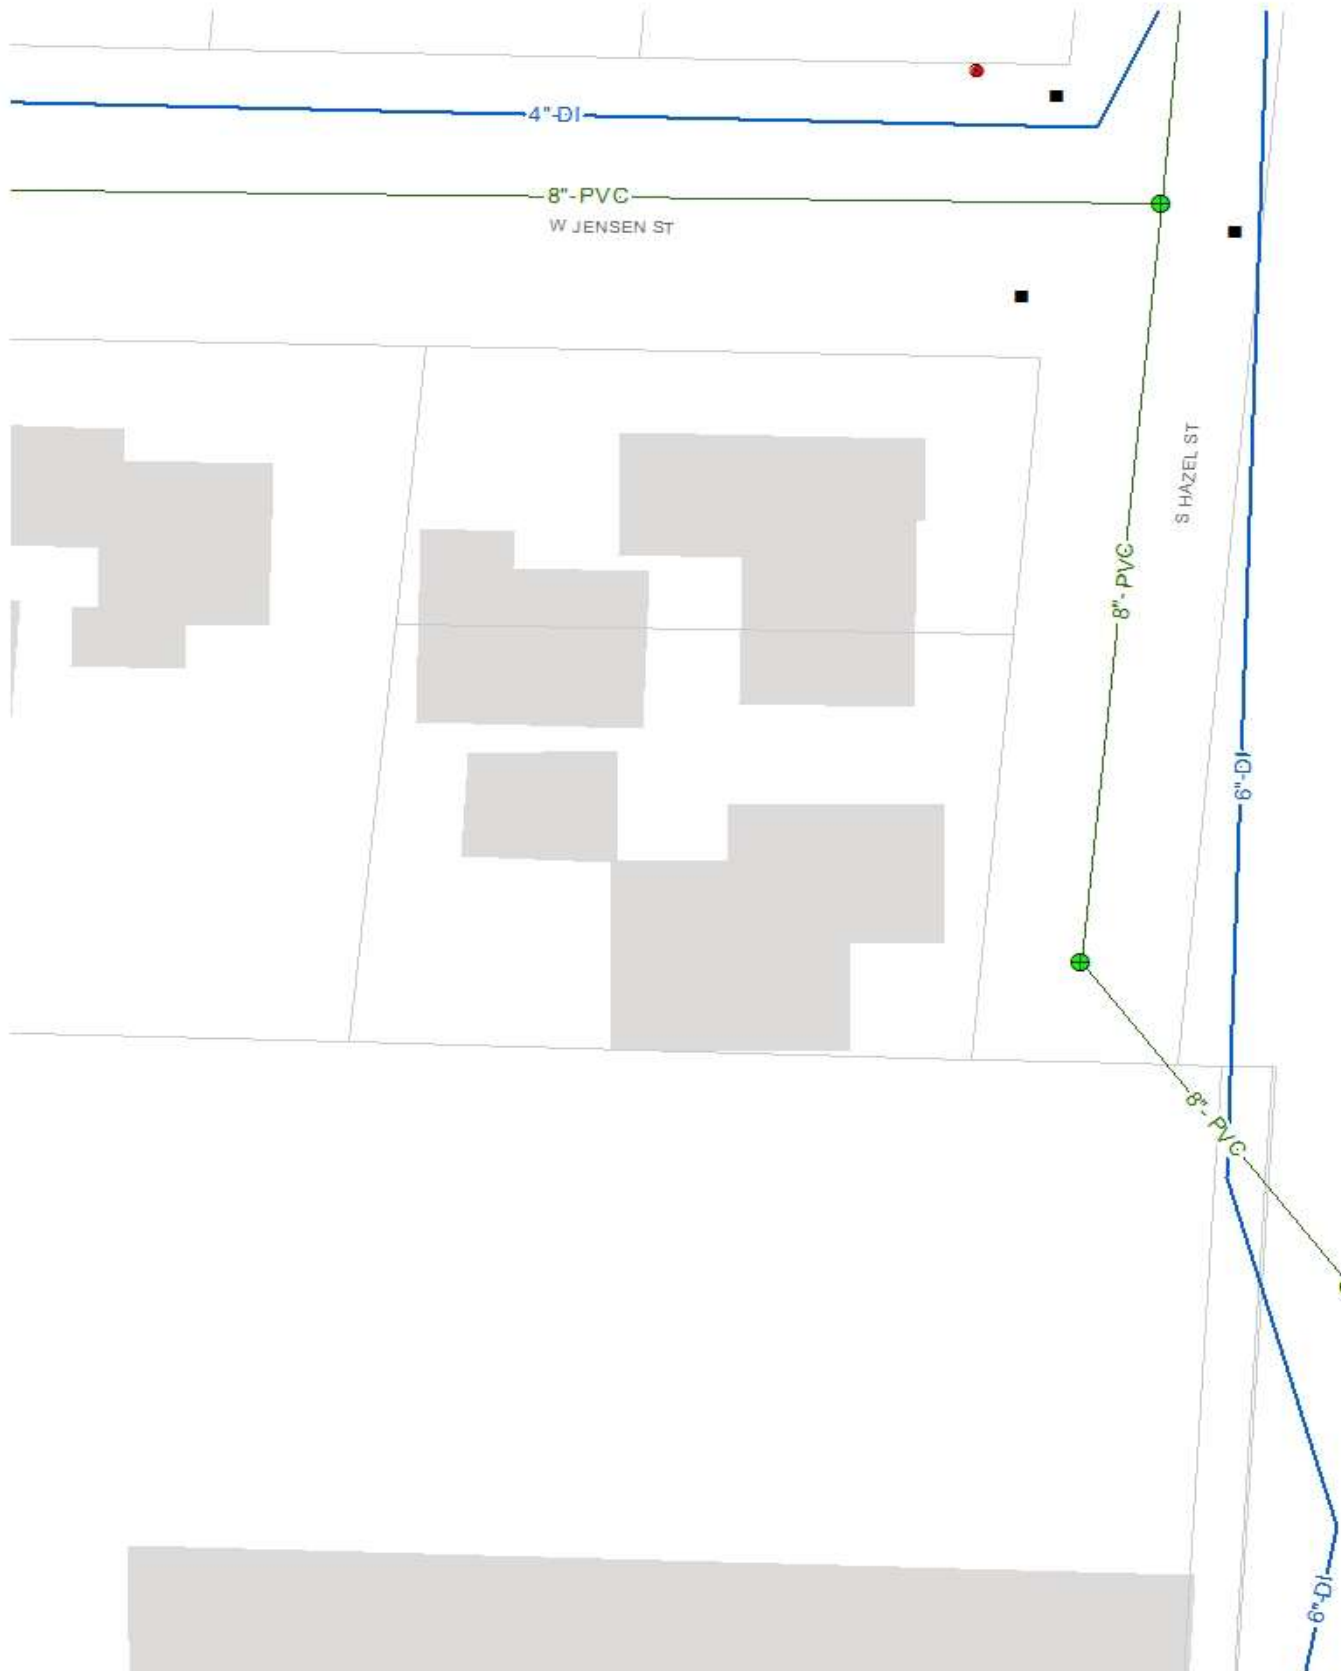 4"-DI
8"-PVC
W JENSEN ST
S HAZEL ST
8"- PVC
6"-DI
8"- PVC
6"-DI